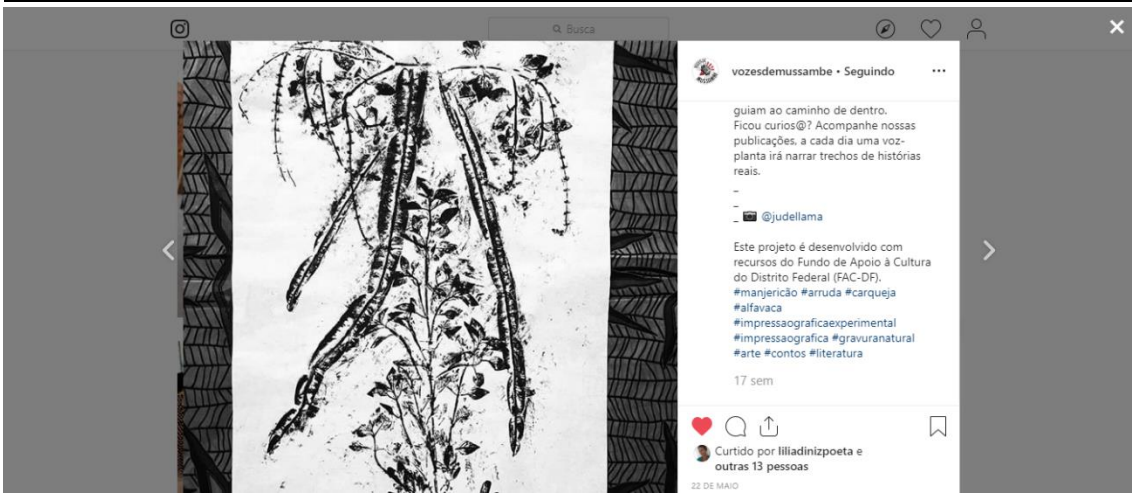 Busca
vozesdemussambe • Seguindo
guiam ao caminho de dentro.
Ficou curios@? Acompanhe nossas
publicações, a cada dia uma voz-
planta irá narrar trechos de histórias
reais.
_
_
_ @judellama
Este projeto é desenvolvido com
recursos do Fundo de Apoio à Cultura
do Distrito Federal (FAC-DF).
#manjericão #arruda #carqueja
#alfavaca
#impressaograficaexperimental
#impressaografica #gravuranatural
#arte #contos #literatura
17 sem
Curtido por liliadinizpoeta e
outras 13 pessoas
22 DE MAIO